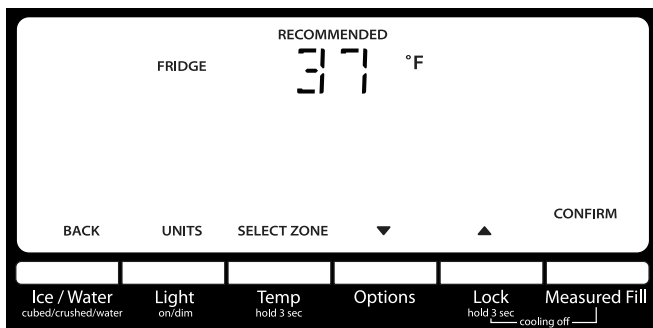 RECOMMENDED
FRIDGE 37 °F
CONFIRM
BACK UNITS SELECT ZONE ▼ ▲
Ice / Water Light Temp Options Lock Measured Fill
cubed/crushed/water on/dim hold 3 sec hold 3 sec
cooling off